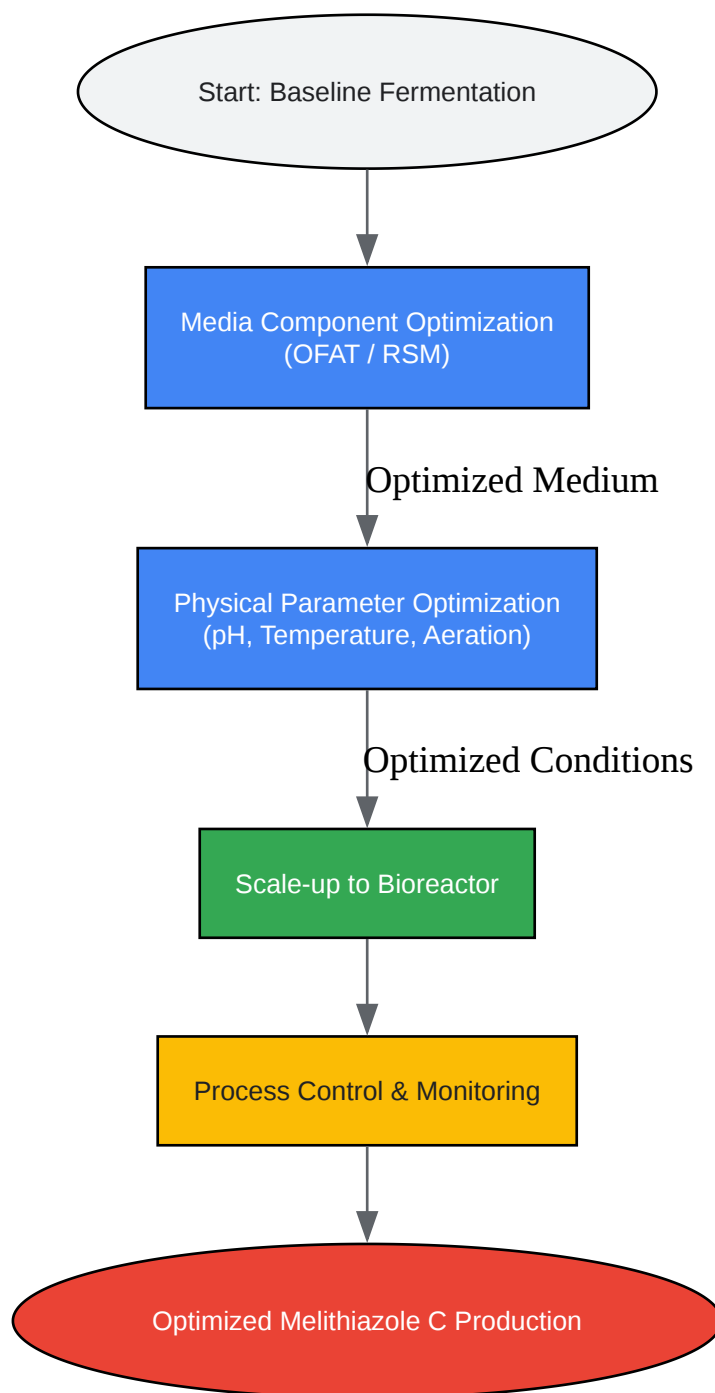 Start: Baseline Fermentation
Media Component Optimization
(OFAT / RSM)
Optimized Medium
Physical Parameter Optimization
(pH, Temperature, Aeration)
Optimized Conditions
Scale-up to Bioreactor
Process Control & Monitoring
Optimized Melithiazole C Production